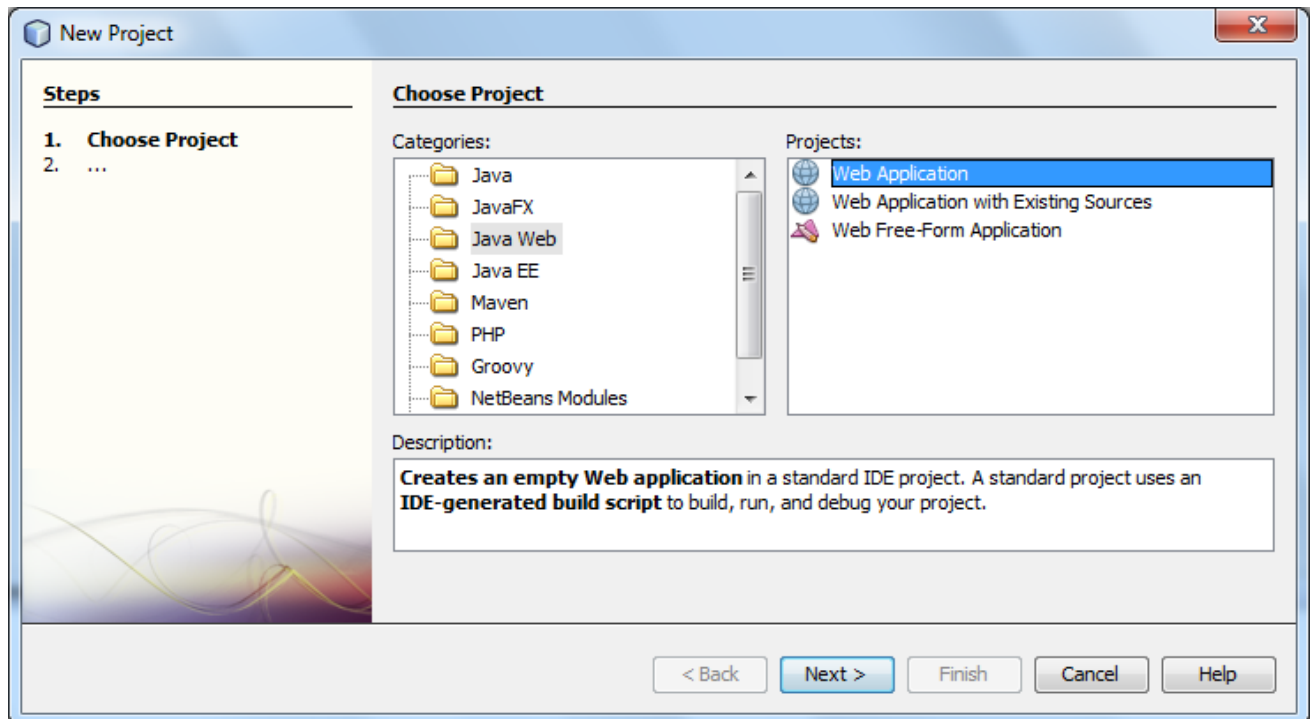 New Project
Steps
1. Choose Project
2. ...
Choose Project
Categories:
Java
JavaFX
Java Web
Java EE
Maven
PHP
Groovy
NetBeans Modules
Projects:
Web Application
Web Application with Existing Sources
Web Free-Form Application
Description:
Creates an empty Web application in a standard IDE project. A standard project uses an
IDE-generated build script to build, run, and debug your project.
< Back Next > Finish Cancel Help